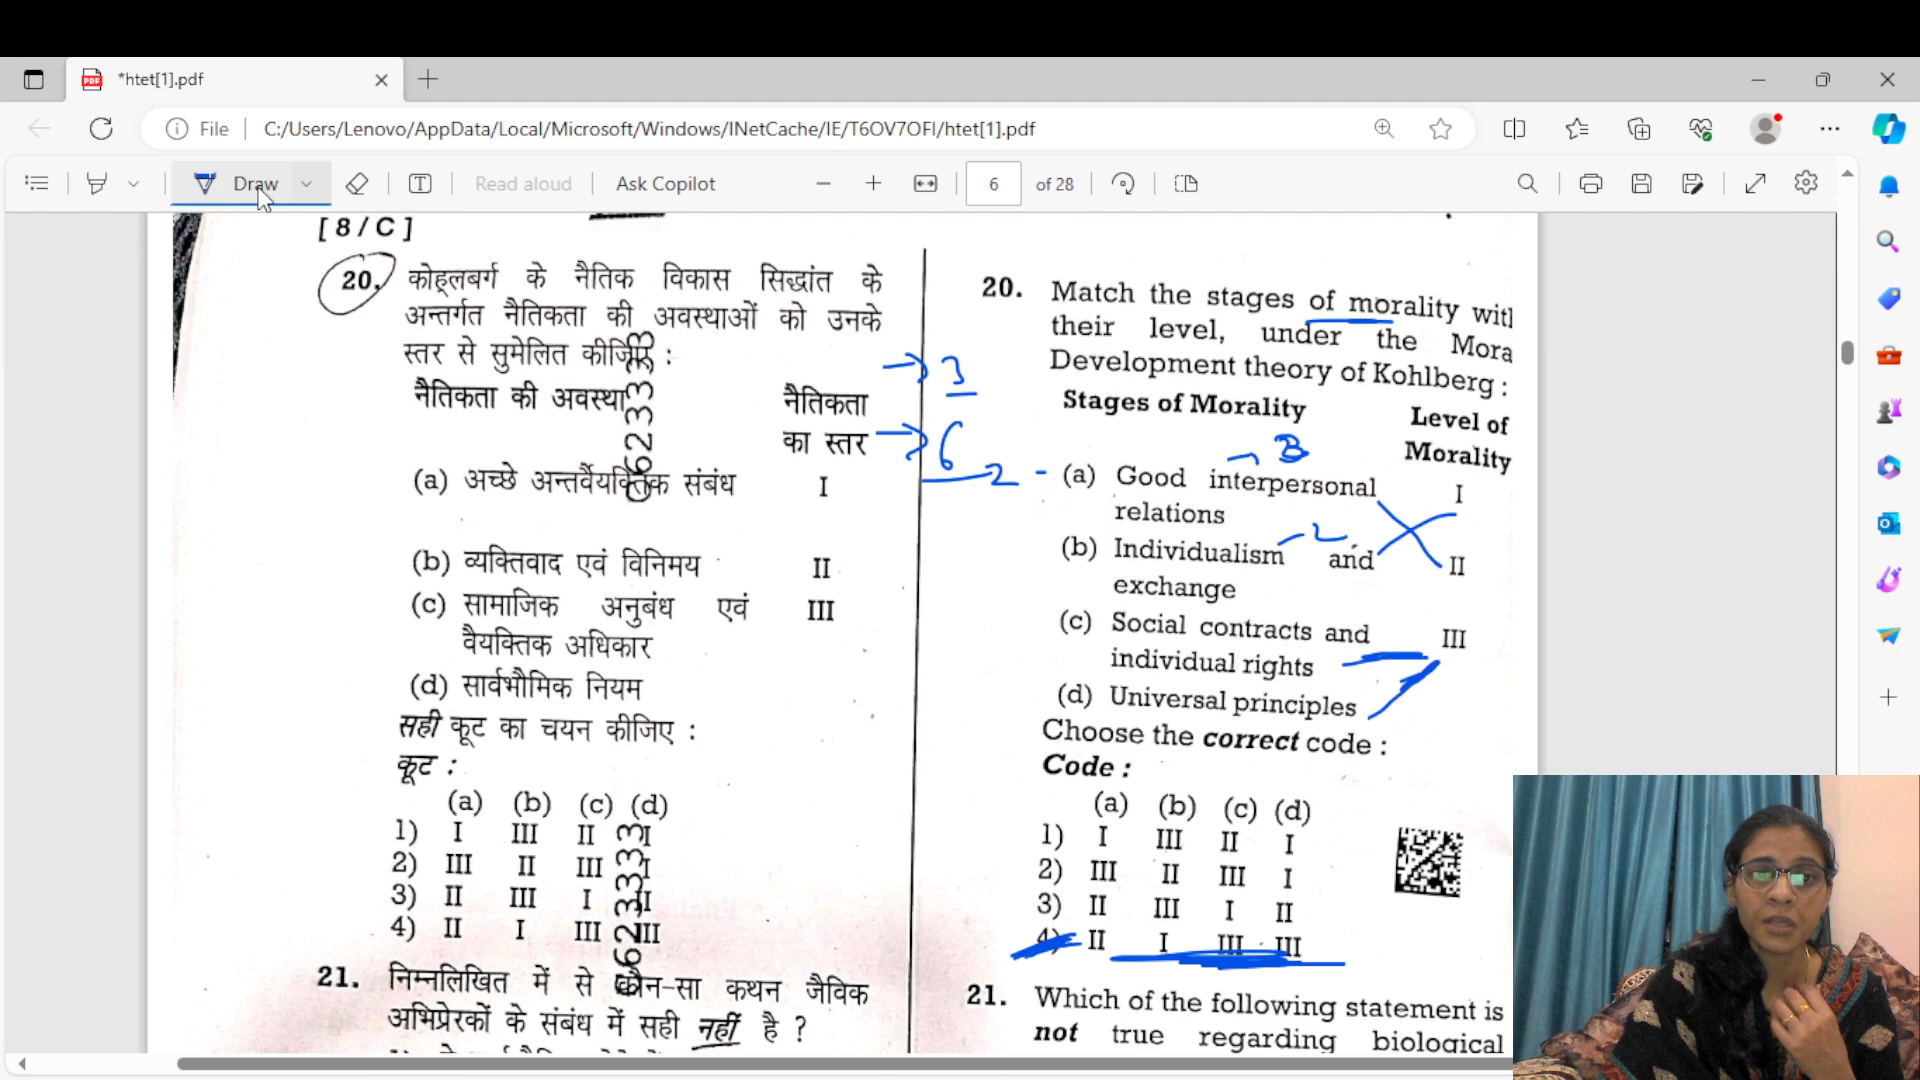 *htet[1].pdf
File
C:/Users/Lenovo/AppData/Local/Microsoft/Windows/INetCache/IE/T6OV7OFI/htet[1].pdf
Draw
Read aloud
Ask Copilot
6
of 28
[ 8 / C ]
20. कोह्लबर्ग के नैतिक विकास सिद्धांत के
अन्तर्गत नैतिकता की अवस्थाओं को उनके
स्तर से सुमेलित कीजिए :
नैतिकता की अवस्था नैतिकता
का स्तर
(a) अच्छे अन्तर्वैयक्तिक संबंध I
(b) व्यक्तिवाद एवं विनिमय II
(c) सामाजिक अनुबंध एवं III
वैयक्तिक अधिकार
(d) सार्वभौमिक नियम
सही कूट का चयन कीजिए :
कूट :
(a) (b) (c) (d)
1) I III II I
2) III II III I
3) II III I II
4) II I III III
21. निम्नलिखित में से कौन-सा कथन जैविक
अभिप्रेरकों के संबंध में सही नहीं है ?
3
6
2
20. Match the stages of morality with
their level, under the Mora
Development theory of Kohlberg :
Stages of Morality Level of
Morality
3
(a) Good interpersonal I
relations
2
(b) Individualism and II
exchange
(c) Social contracts and III
individual rights
(d) Universal principles
Choose the correct code :
Code :
(a) (b) (c) (d)
1) I III II I
2) III II III I
3) II III I II
4) II I III III
21. Which of the following statement is
not true regarding biological